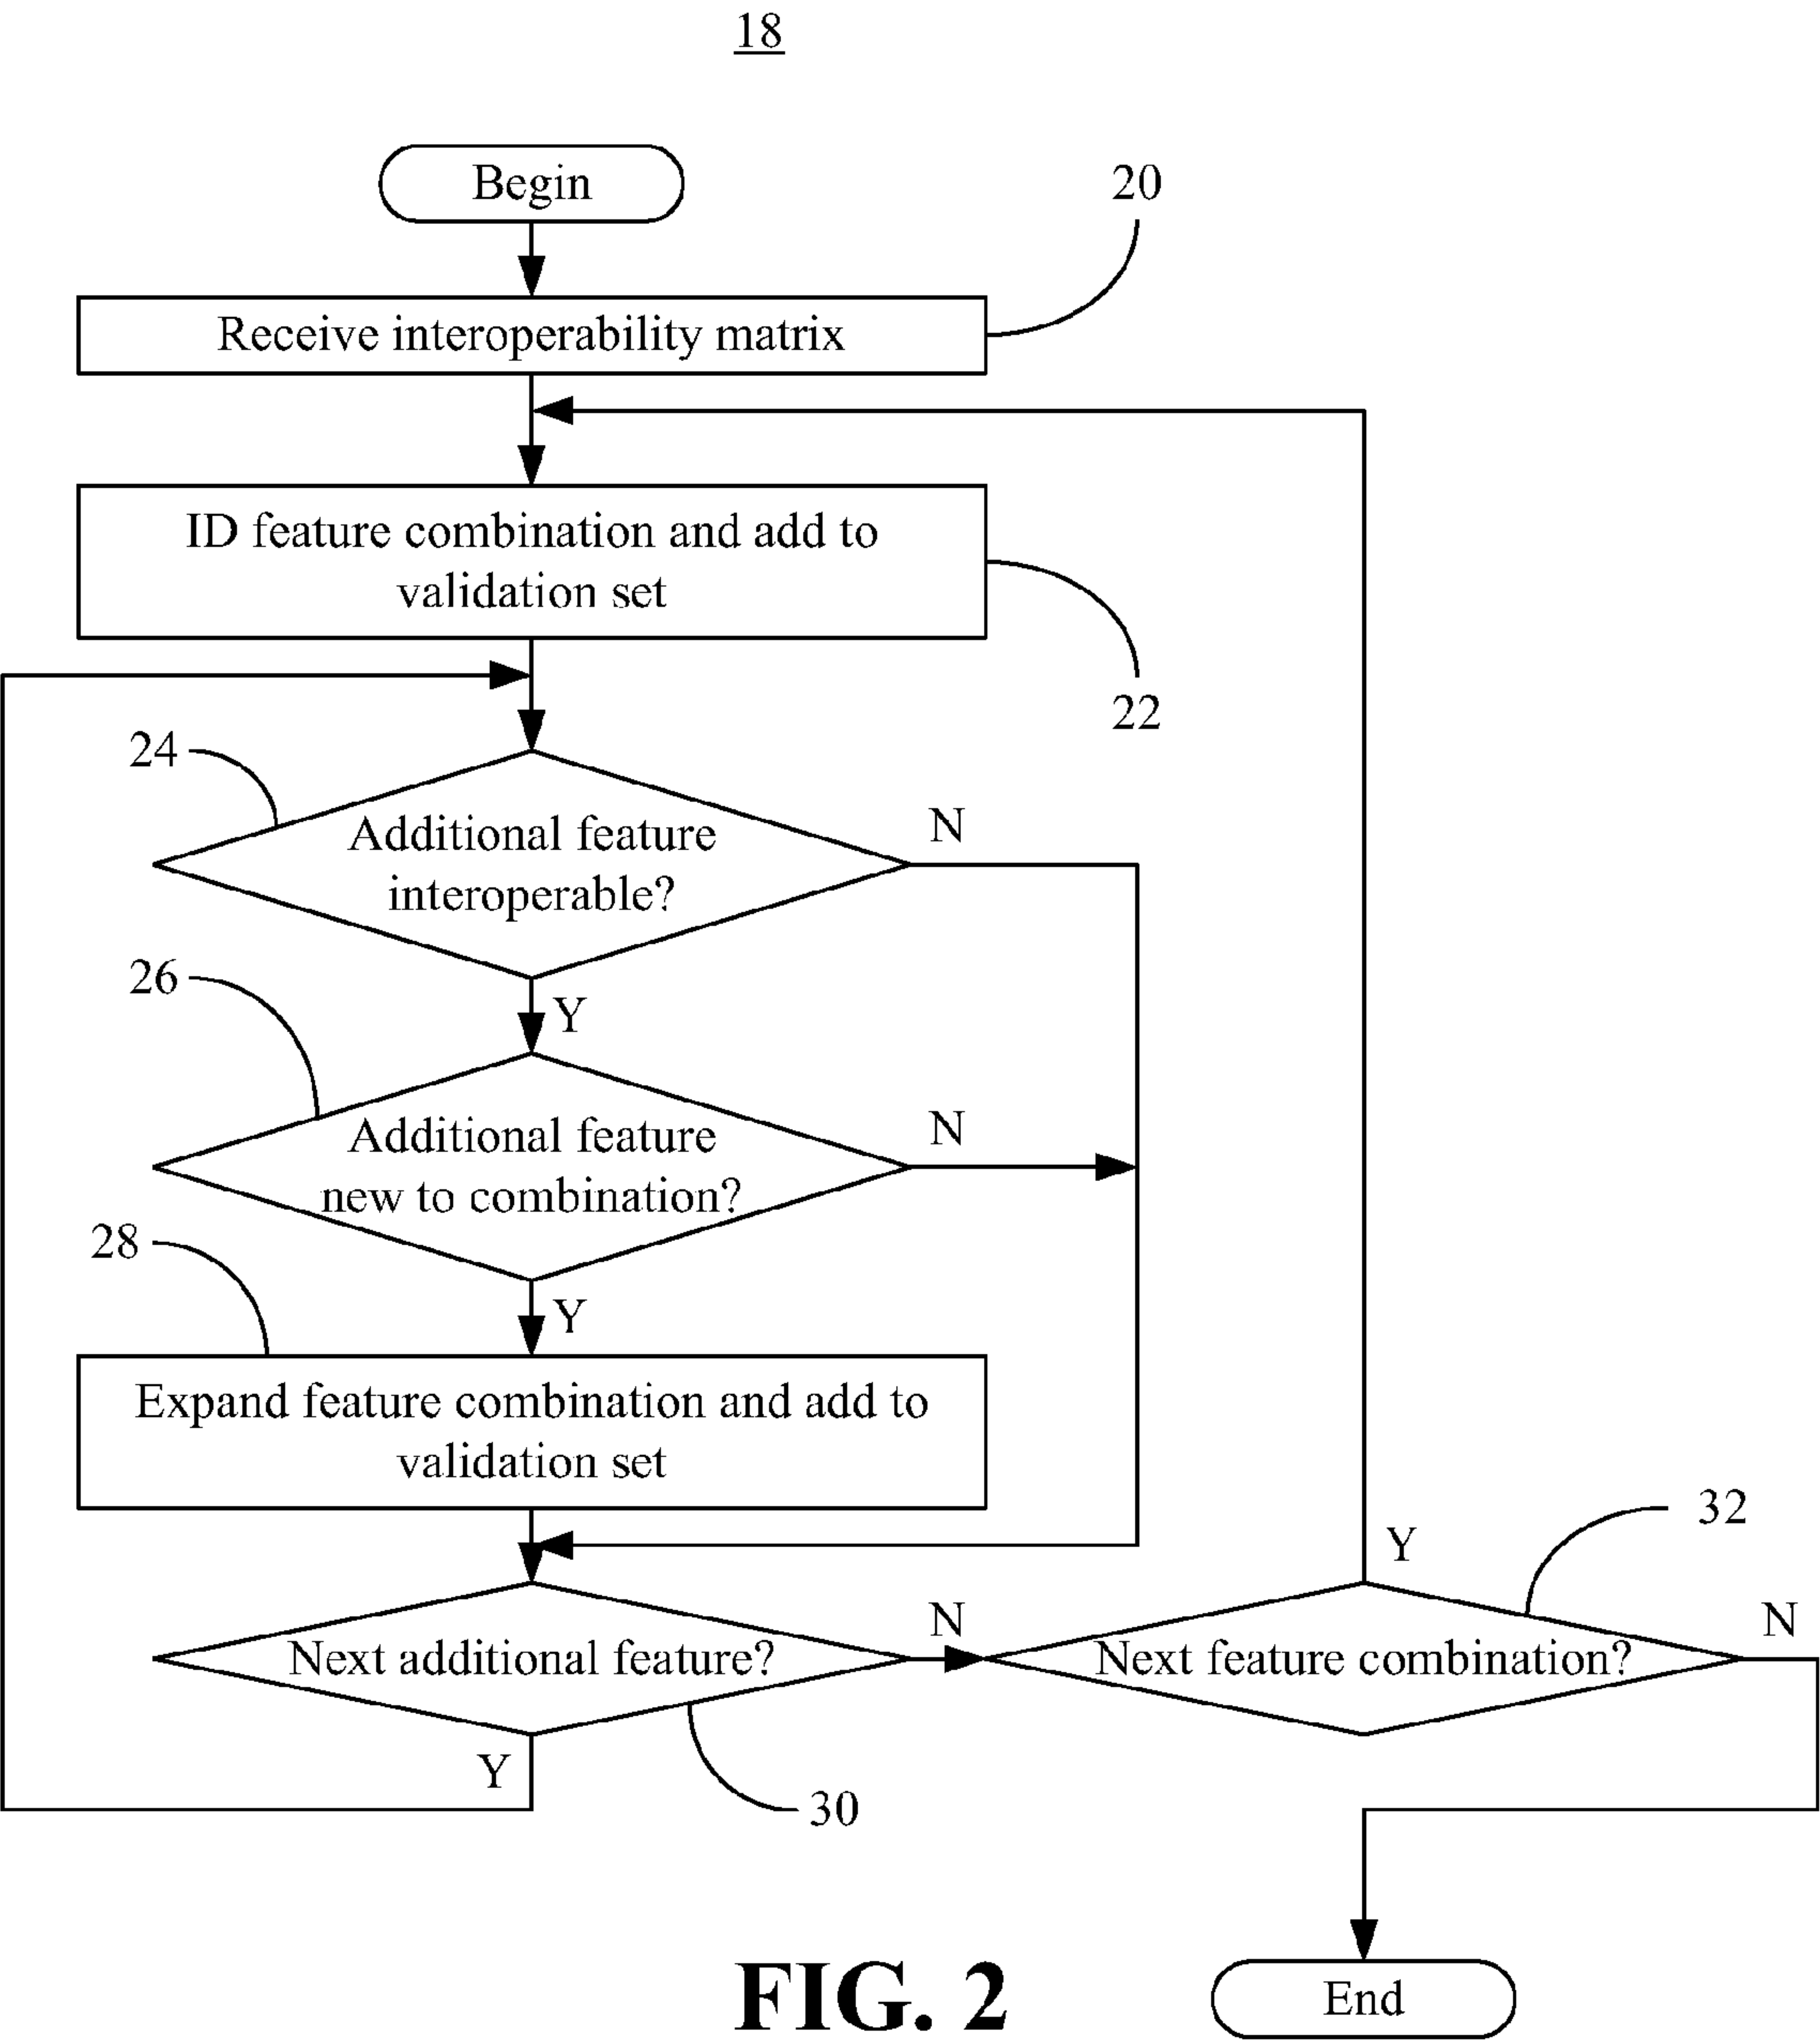 18
Begin
20
Receive interoperability matrix
ID feature combination and add to
validation set
22
24
Additional feature
interoperable?
N
Y
26
Additional feature
new to combination?
N
Y
28
Expand feature combination and add to
validation set
32
Y
Next additional feature?
N
Next feature combination?
N
Y
30
End
FIG. 2